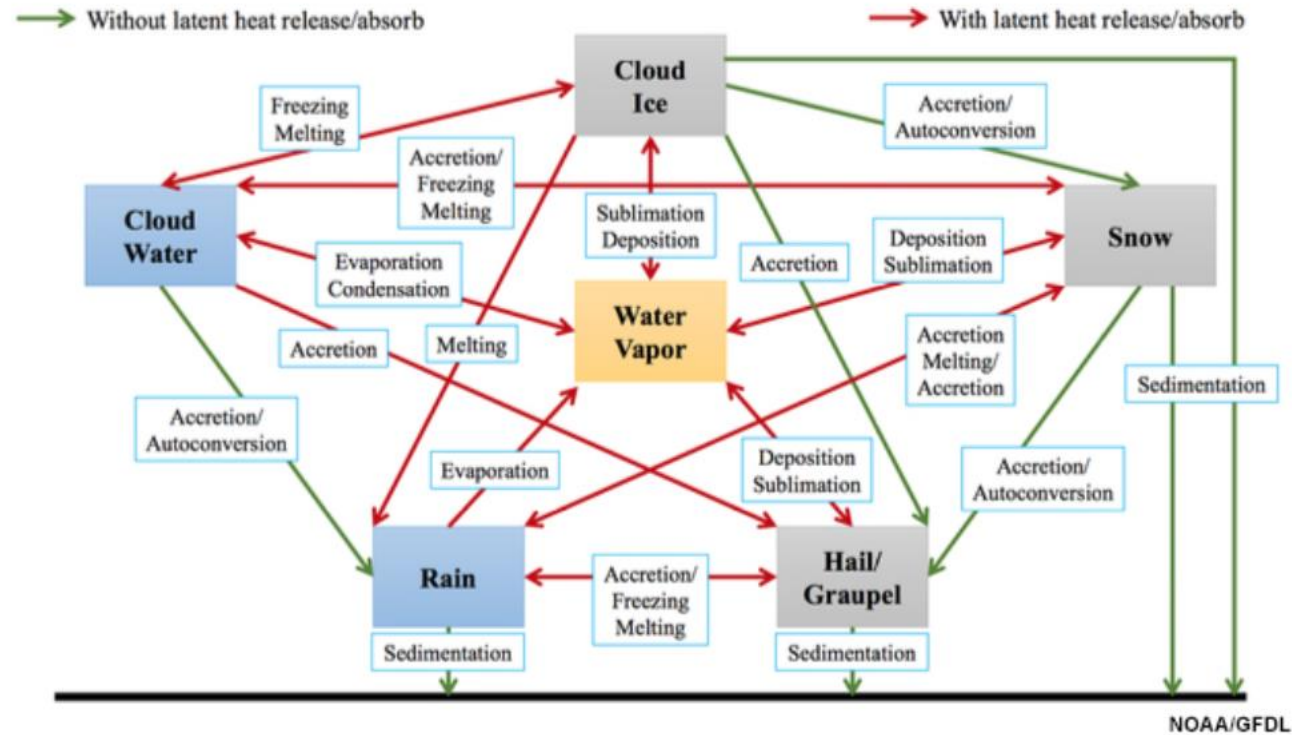 Without latent heat release/absorb
With latent heat release/absorb
Cloud
Ice
Freezing
Melting
Accretion/
Autoconversion
Accretion/
Freezing
Melting
Cloud
Water
Sublimation
Deposition
Snow
Evaporation
Condensation
Accretion
Deposition
Sublimation
Water
Vapor
Accretion
Melting
Accretion
Melting/
Accretion
Sedimentation
Accretion/
Autoconversion
Evaporation
Deposition
Sublimation
Accretion/
Autoconversion
Rain
Accretion/
Freezing
Melting
Hail/
Graupel
Sedimentation
Sedimentation
NOAA/GFDL